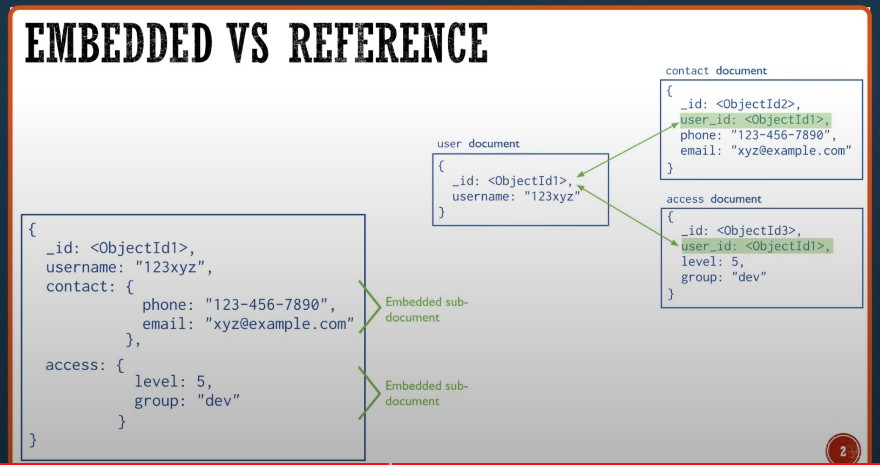 EMBEDDED VS REFERENCE
contact document
{
_id: <ObjectId2>,
user_id: <ObjectId1>,
phone: "123-456-7890",
email: "xyz@example.com"
}
user document
{
_id: <ObjectId1>,
username: "123xyz"
}
access document
{
_id: <ObjectId3>,
user_id: <ObjectId1>,
level: 5,
group: "dev"
}
{
_id: <ObjectId1>,
username: "123xyz",
contact: {
phone: "123-456-7890",
email: "xyz@example.com"
},
access: {
level: 5,
group: "dev"
}
}
Embedded sub-
document
Embedded sub-
document
2